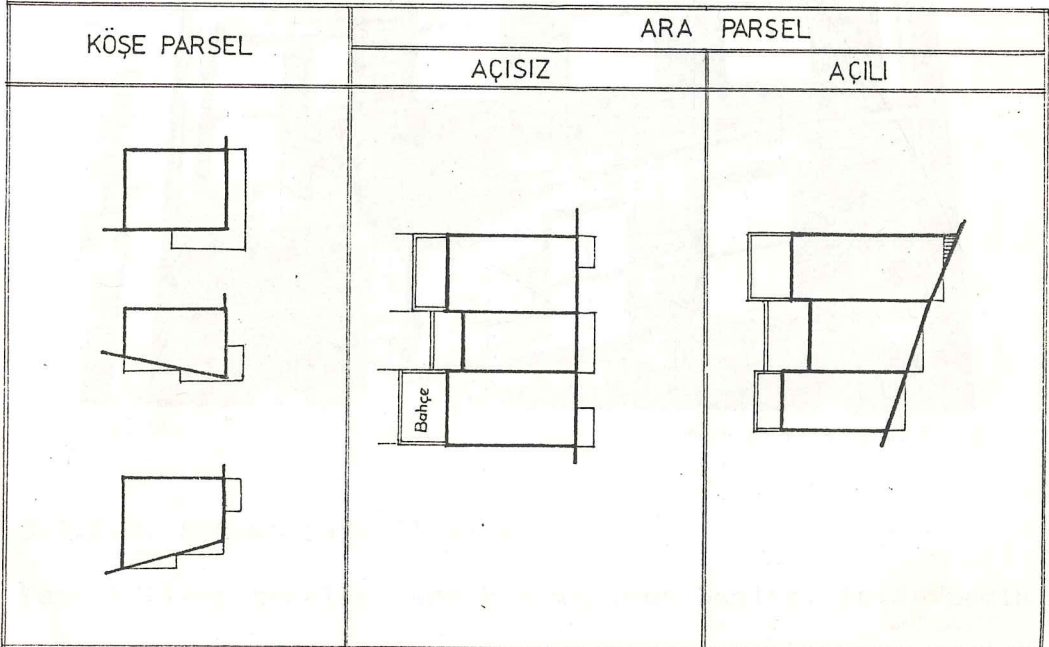 KÖŞE PARSEL
ARA PARSEL
AÇISIZ
AÇILI
Bahçe